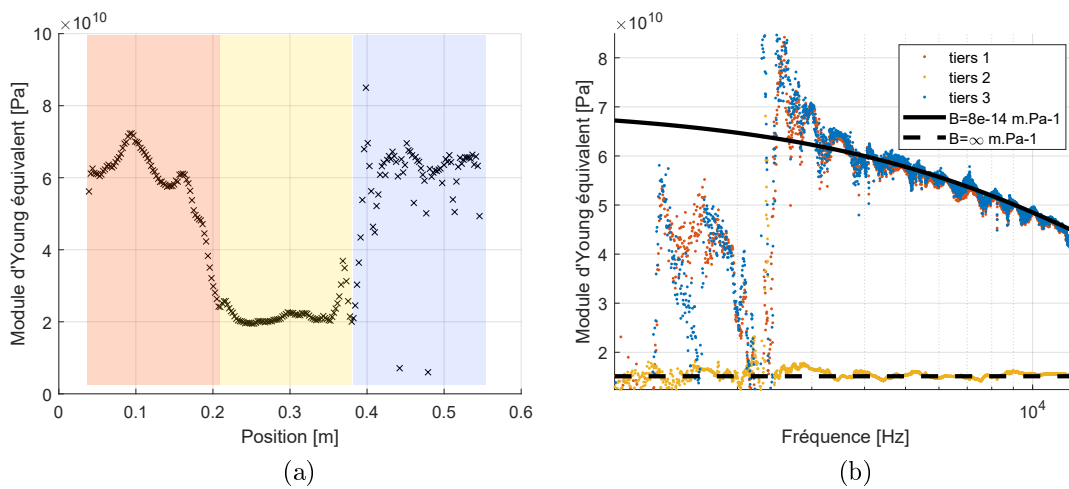 ×10^10
10
8
6
4
2
0
0
0.1
0.2
0.3
0.4
0.5
0.6
Module d'Young équivalent [Pa]
Position [m]
(a)
×10^10
8
7
6
5
4
3
2
10^4
Module d'Young équivalent [Pa]
Fréquence [Hz]
tiers 1
tiers 2
tiers 3
B=8e-14 m.Pa-1
B=∞ m.Pa-1
(b)